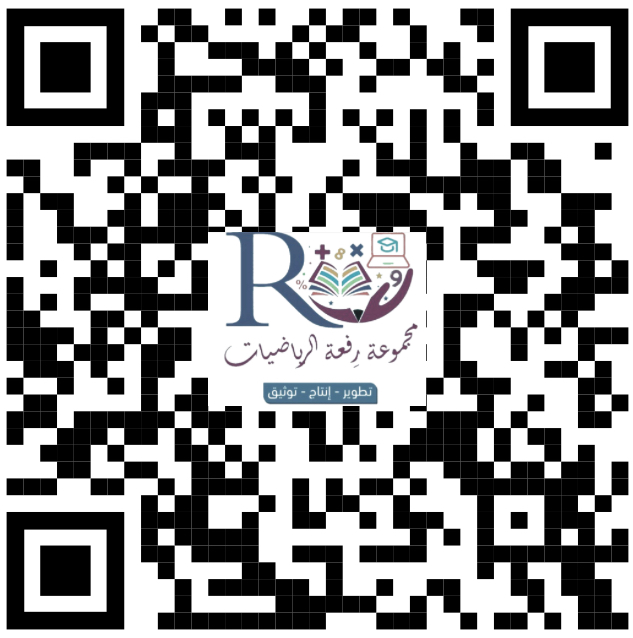 R
مجموعة رفعة الرياضيات
تطوير - إنتاج - توثيق